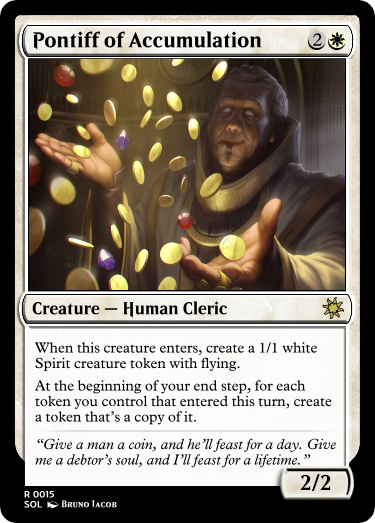 Pontiff of Accumulation 2
Creature — Human Cleric
When this creature enters, create a 1/1 white
Spirit creature token with flying.
At the beginning of your end step, for each
token you control that entered this turn, create
a token that's a copy of it.
“Give a man a coin, and he'll feast for a day. Give
me a debtor's soul, and I'll feast for a lifetime.”
2/2
R 0015
SOL Bruno Jacob